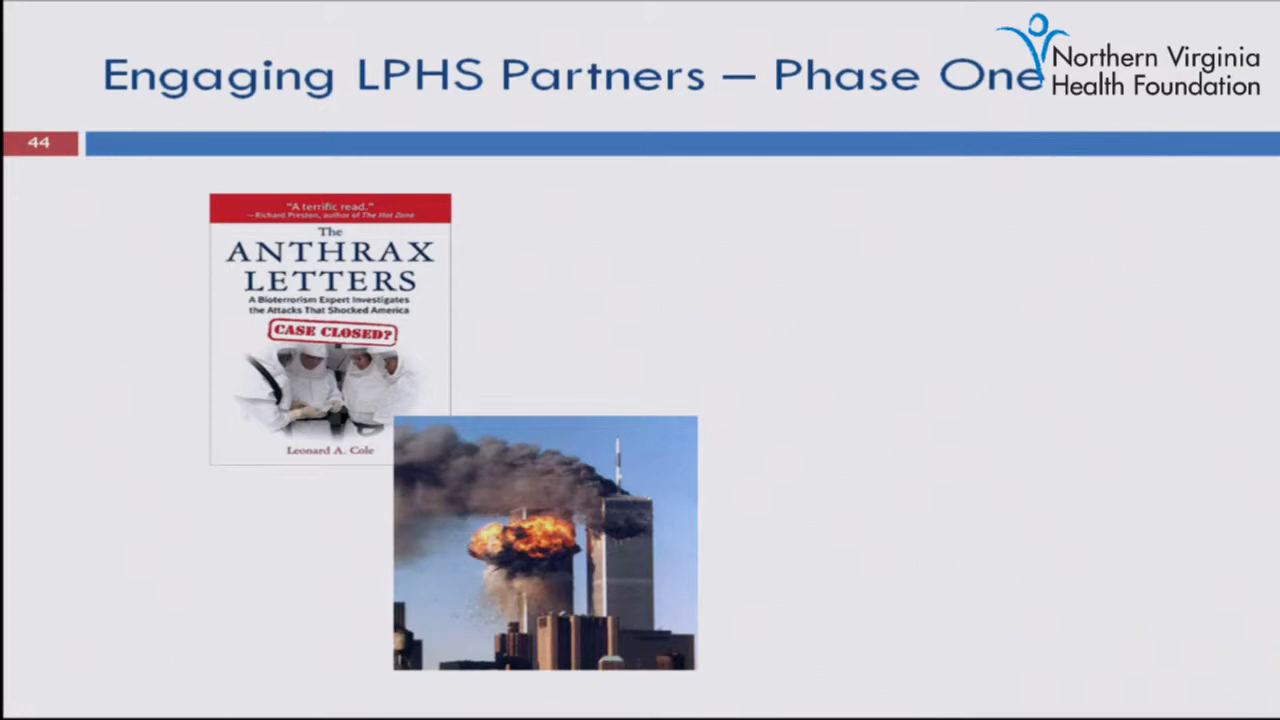 Engaging LPHS Partners – Phase One
Northern Virginia
Health Foundation
44
"A terrific read."
—Richard Preston, author of The Hot Zone
The
ANTHRAX
LETTERS
A Bioterrorism Expert Investigates
the Attacks That Shocked America
CASE CLOSED?
Leonard A. Cole